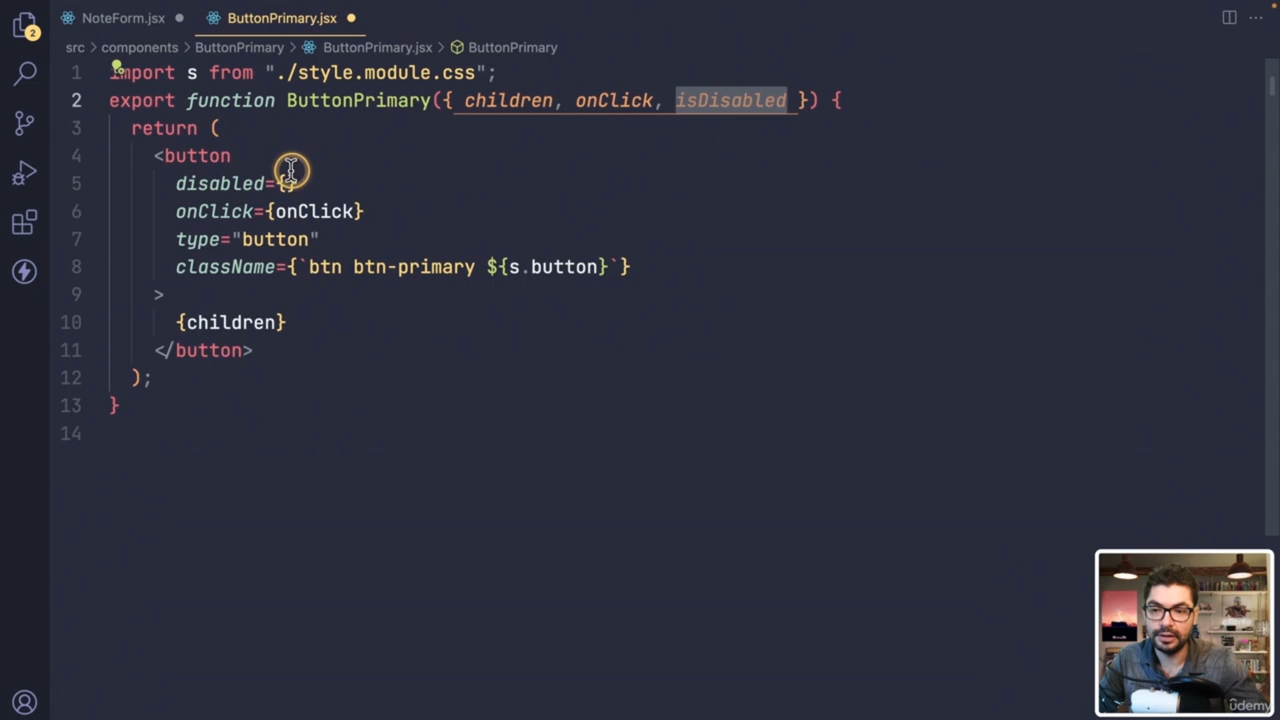 NoteForm.jsx ButtonPrimary.jsx
2
src > components > ButtonPrimary > ButtonPrimary.jsx > ButtonPrimary
1 import s from "./style.module.css";
2 export function ButtonPrimary({ children, onClick, isDisabled }) {
3 return (
4 <button
5 disabled={}
6 onClick={onClick}
7 type="button"
8 className={`btn btn-primary ${s.button}`}
9 >
10 {children}
11 </button>
12 );
13 }
14
udemy